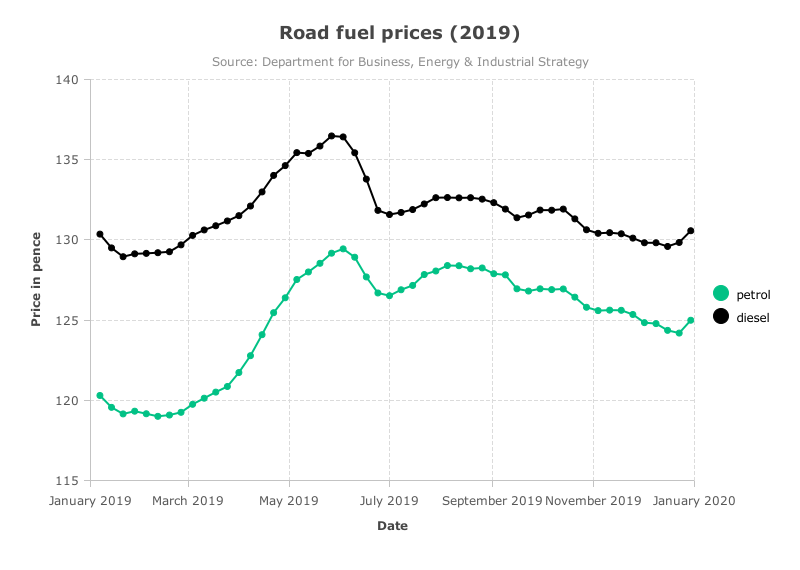 Road fuel prices (2019)
Source: Department for Business, Energy & Industrial Strategy
140
135
130
125
120
115
Price in pence
January 2019
March 2019
May 2019
July 2019
September 2019
November 2019
January 2020
Date
petrol
diesel